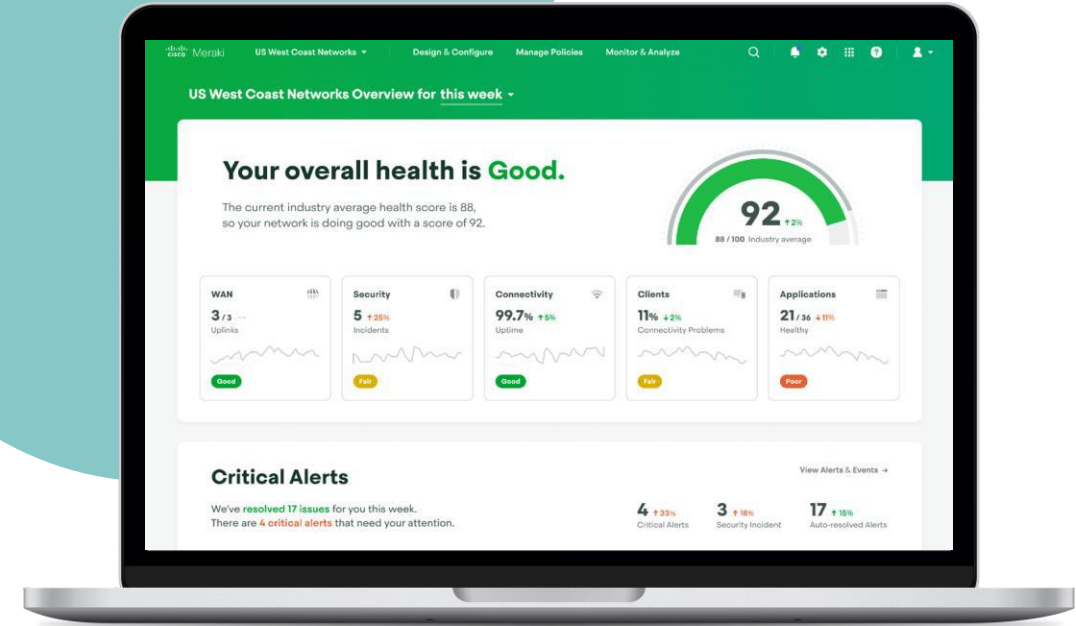 cisco Meraki
US West Coast Networks
Design & Configure
Manage Policies
Monitor & Analyze
US West Coast Networks Overview for this week
Your overall health is Good.
The current industry average health score is 88,
so your network is doing good with a score of 92.
92 ↑2%
88 / 100 Industry average
WAN
3 / 3 --
Uplinks
Good
Security
5 ↑25%
Incidents
Fair
Connectivity
99.7% ↑5%
Uptime
Good
Clients
11% ↓2%
Connectivity Problems
Fair
Applications
21 / 36 ↓11%
Healthy
Poor
Critical Alerts
View Alerts & Events →
We've resolved 17 issues for you this week.
There are 4 critical alerts that need your attention.
4 ↑33%
Critical Alerts
3 ↑18%
Security Incident
17 ↑15%
Auto-resolved Alerts